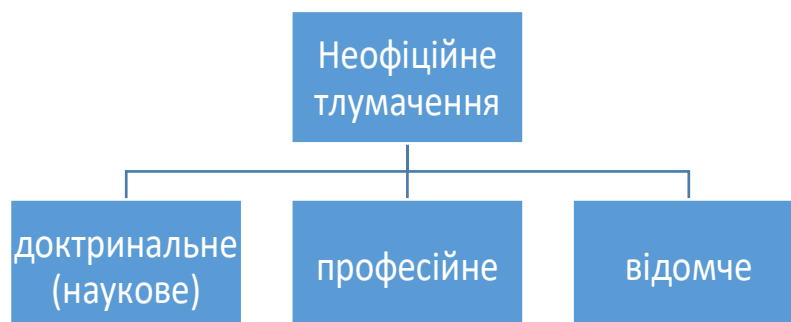 Неофіційне
тлумачення
доктринальне
(наукове)
професійне
відомче